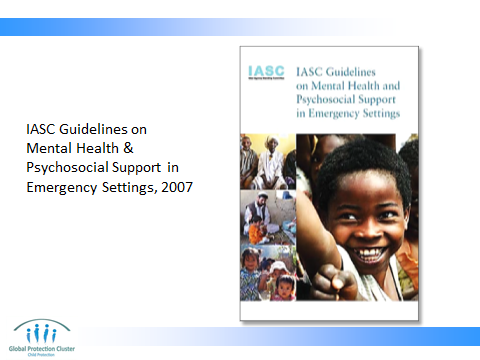 IASC Guidelines on
Mental Health &
Psychosocial Support in
Emergency Settings, 2007
IASC
IASC Guidelines
on Mental Health and
Psychosocial Support
in Emergency Settings
Global Protection Cluster
Child Protection